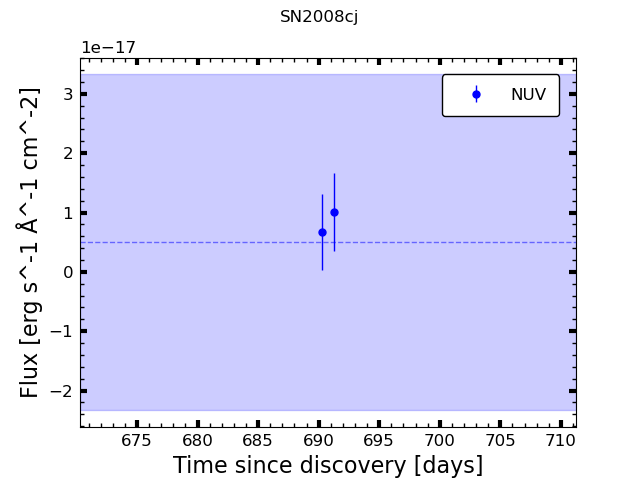 SN2008cj
1e−17
NUV
3
2
1
0
−1
−2
Flux [erg s^-1 Å^-1 cm^-2]
675 680 685 690 695 700 705 710
Time since discovery [days]